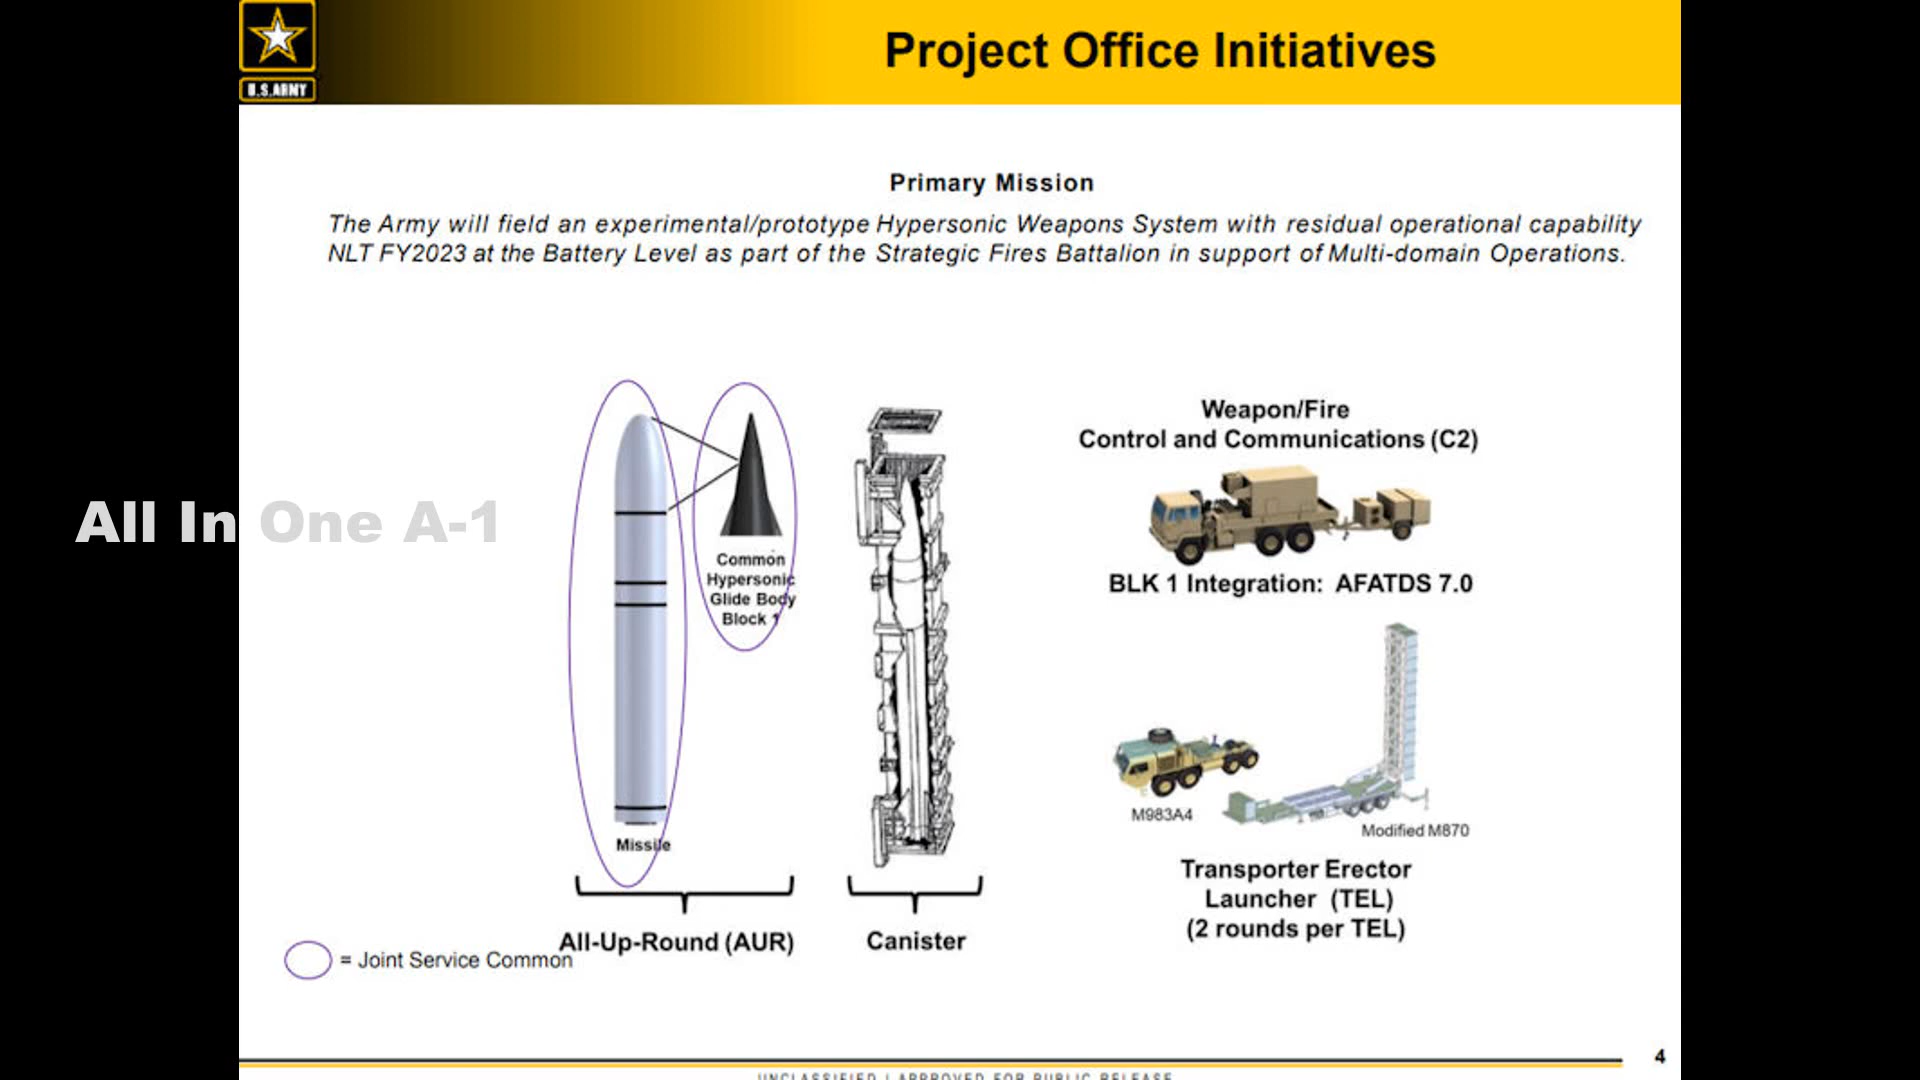 U.S.ARMY
Project Office Initiatives
Primary Mission
The Army will field an experimental/prototype Hypersonic Weapons System with residual operational capability
NLT FY2023 at the Battery Level as part of the Strategic Fires Battalion in support of Multi-domain Operations.
All In One A-1
Common
Hypersonic
Glide Body
Block 1
Missile
All-Up-Round (AUR)
Canister
= Joint Service Common
Weapon/Fire
Control and Communications (C2)
BLK 1 Integration: AFATDS 7.0
M983A4
Modified M870
Transporter Erector
Launcher (TEL)
(2 rounds per TEL)
4
UNCLASSIFIED | APPROVED FOR PUBLIC RELEASE